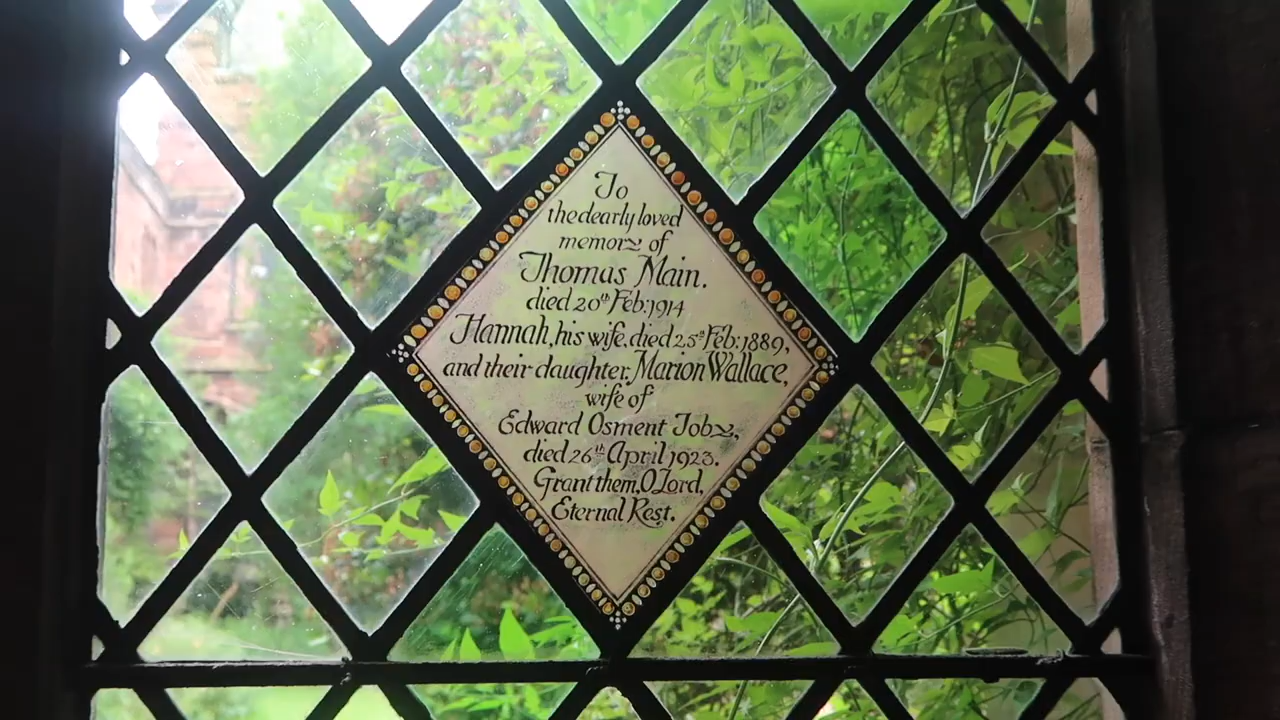 To
the dearly loved
memory of
Thomas Main.
died 20th Feb: 1914
Hannah, his wife, died 25th Feb: 1889,
and their daughter, Marion Wallace,
wife of
Edward Osment Joby,
died 26th April 1923.
Grant them, O Lord,
Eternal Rest.